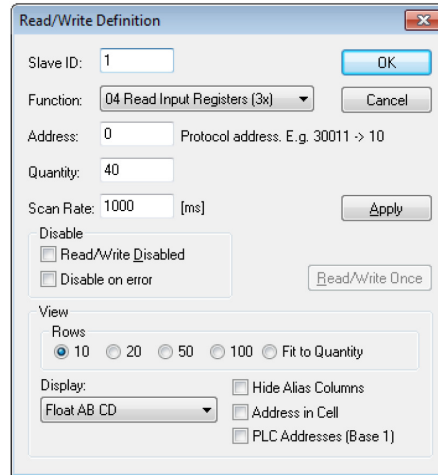 Read/Write Definition
Slave ID: 1
OK
Function: 04 Read Input Registers (3x)
Cancel
Address: 0 Protocol address. E.g. 30011 -> 10
Quantity: 40
Scan Rate: 1000 [ms]
Apply
Disable
Read/Write Disabled
Disable on error
Read/Write Once
View
Rows
10 20 50 100 Fit to Quantity
Display:
Hide Alias Columns
Float AB CD
Address in Cell
PLC Addresses (Base 1)